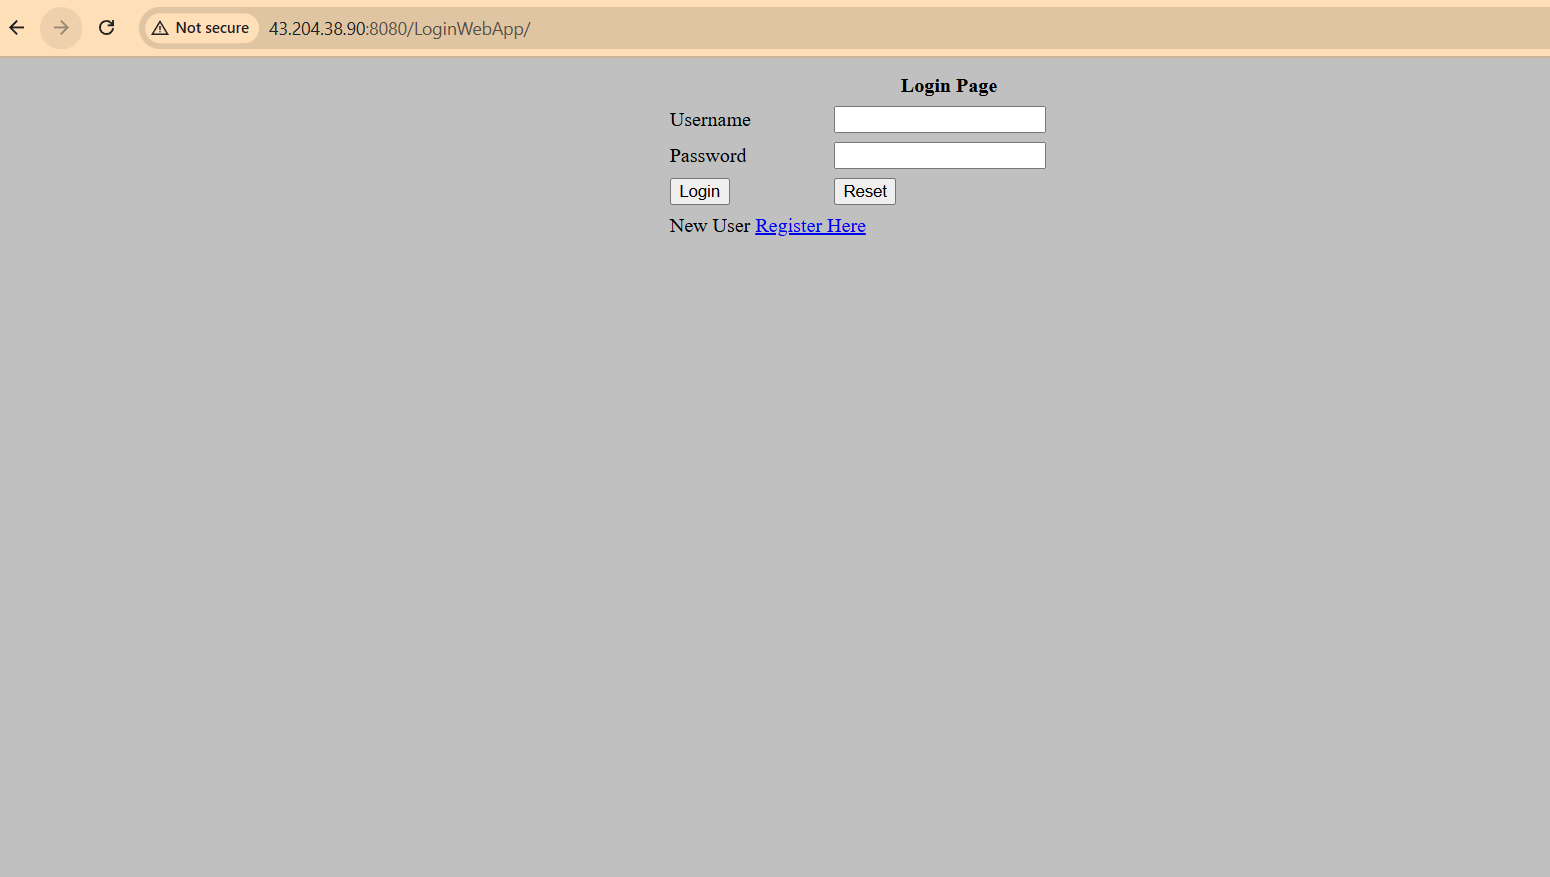 Not secure 43.204.38.90:8080/LoginWebApp/
Login Page
Username
Password
Login Reset
New User Register Here